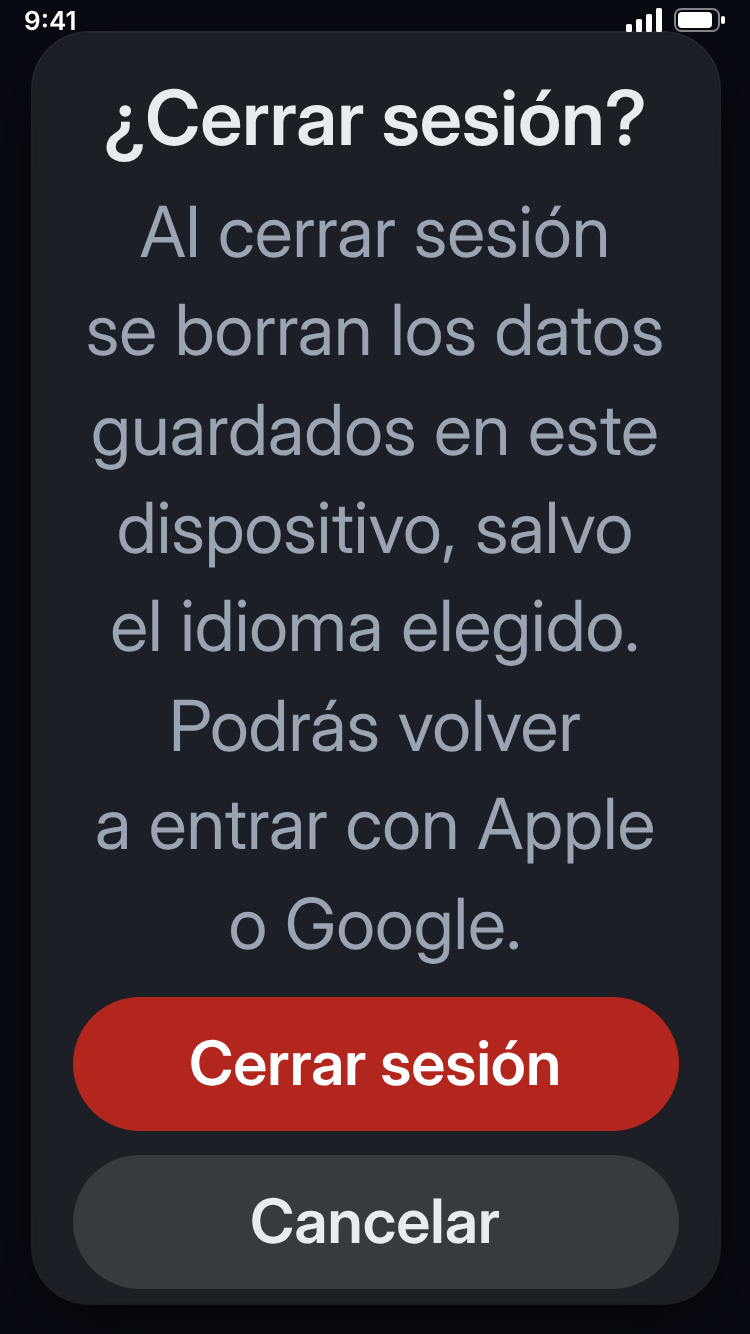 9:41
¿Cerrar sesión?
Al cerrar sesión
se borran los datos
guardados en este
dispositivo, salvo
el idioma elegido.
Podrás volver
a entrar con Apple
o Google.
Cerrar sesión
Cancelar